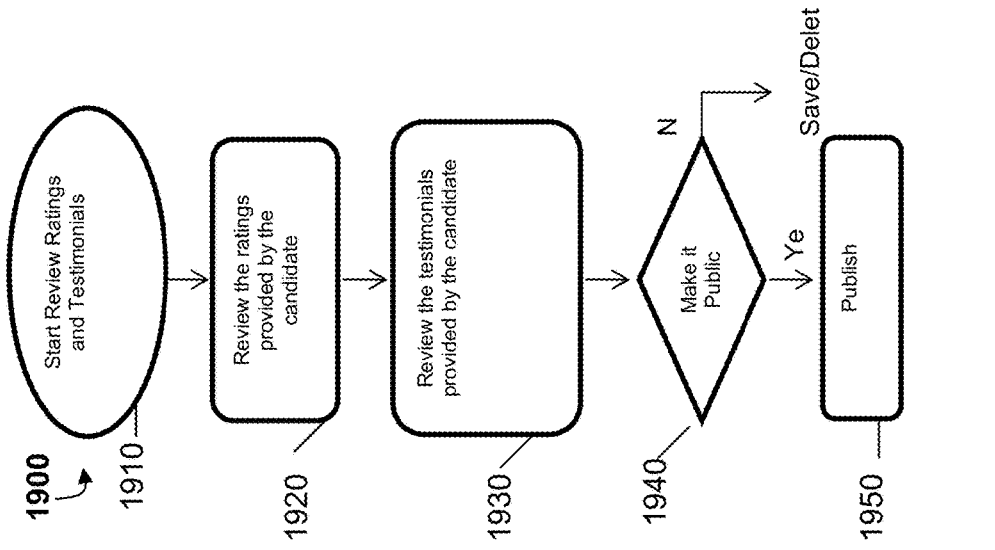 1900
1910
Start Review Ratings
and Testimonials
1920
Review the ratings
provided by the
candidate
1930
Review the testimonials
provided by the candidate
1940
Make it
Public
N
Save/Delet
Ye
1950
Publish